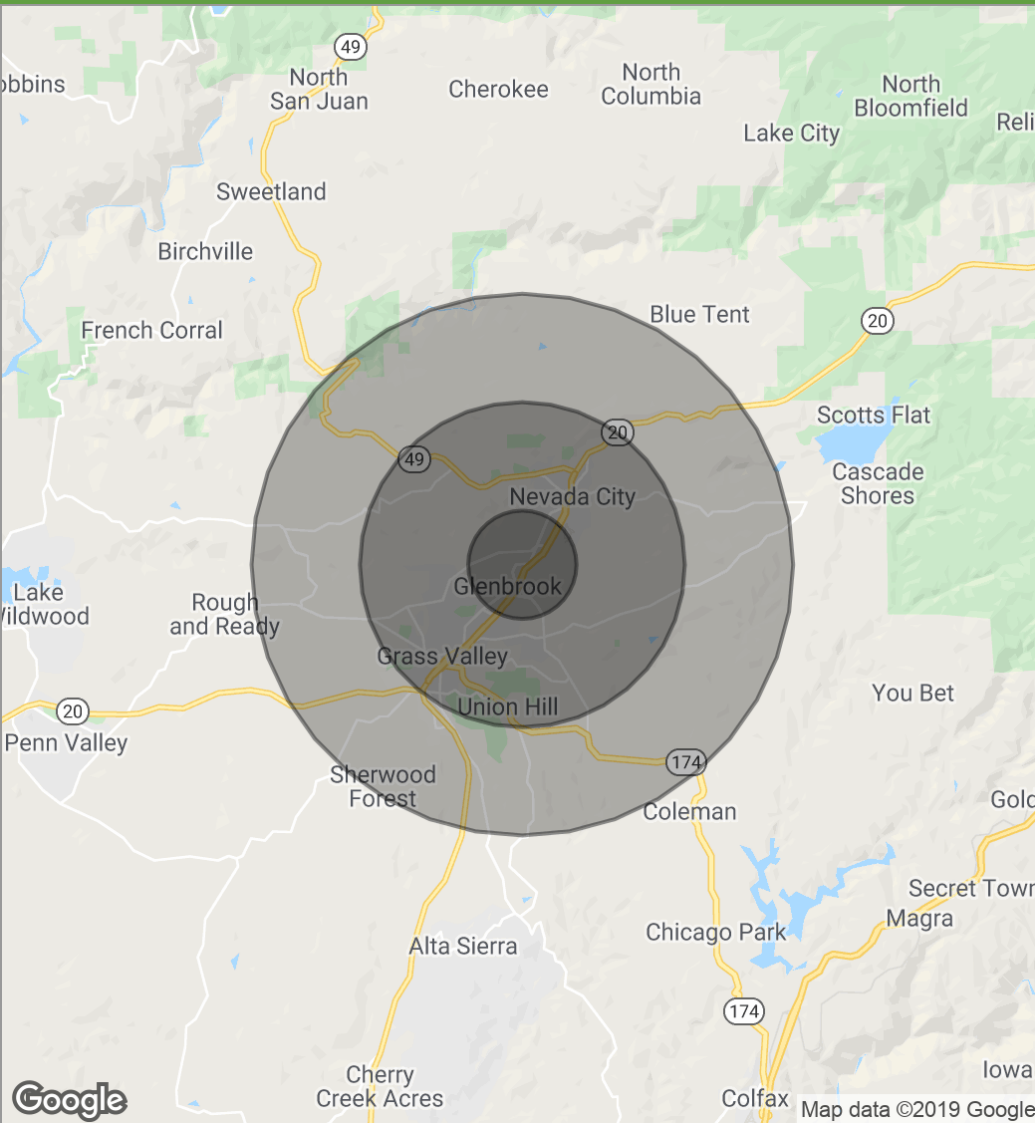 49
North
San Juan
Cherokee
North
Columbia
North
Bloomfield
Lake City
Sweetland
Birchville
French Corral
Blue Tent
20
Scotts Flat
20
49
Cascade
Shores
Nevada City
Glenbrook
Lake
Rough
and Ready
Grass Valley
You Bet
Union Hill
20
Penn Valley
174
Sherwood
Forest
Coleman
Secret Town
Magra
Chicago Park
Alta Sierra
174
Cherry
Creek Acres
Colfax
Iowa
Google
Map data ©2019 Google